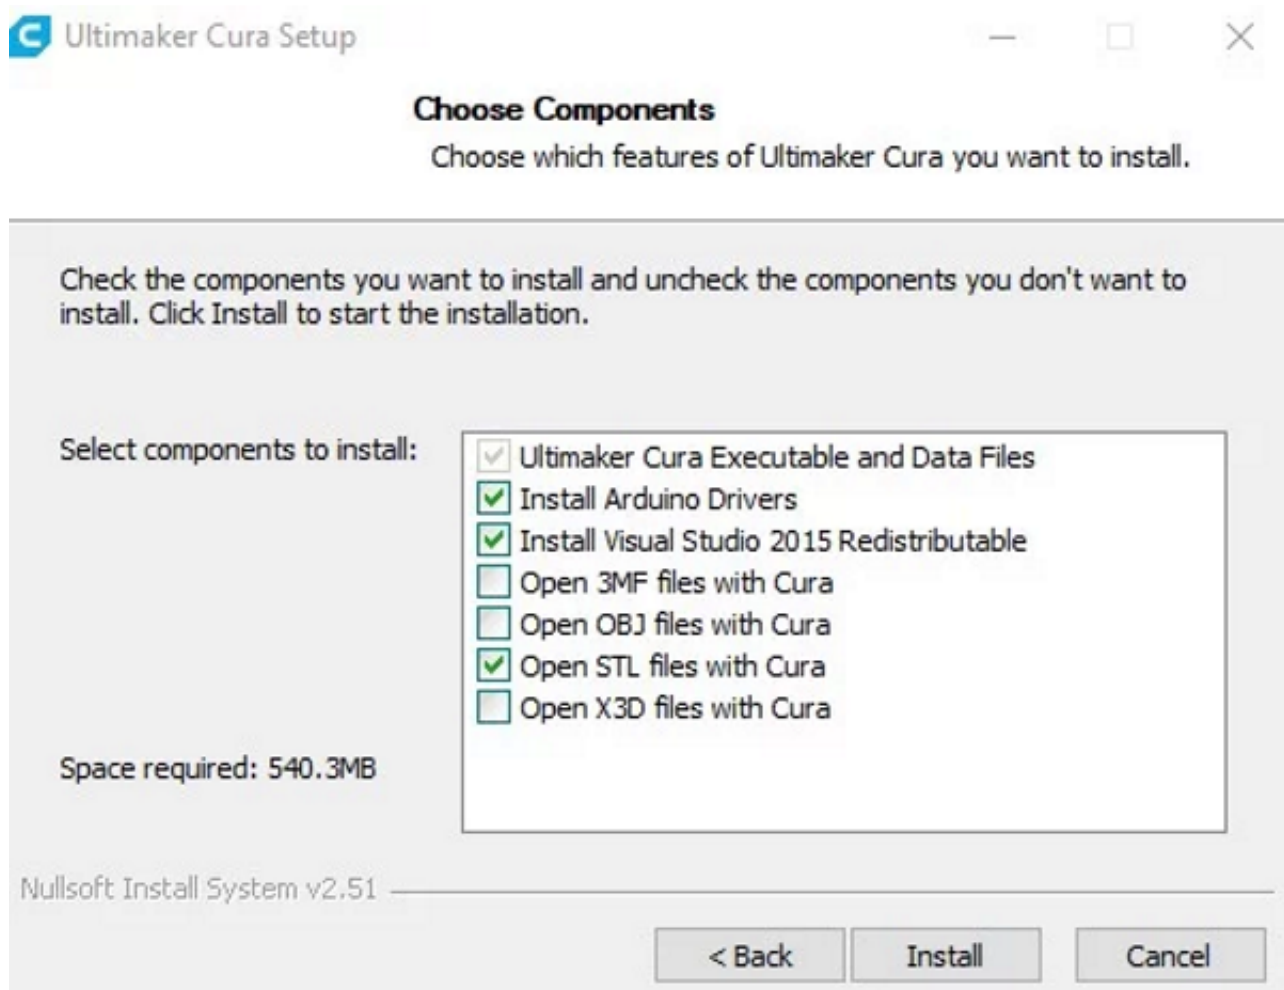 Ultimaker Cura Setup
Choose Components
Choose which features of Ultimaker Cura you want to install.
Check the components you want to install and uncheck the components you don't want to
install. Click Install to start the installation.
Select components to install:
Ultimaker Cura Executable and Data Files
Install Arduino Drivers
Install Visual Studio 2015 Redistributable
Open 3MF files with Cura
Open OBJ files with Cura
Open STL files with Cura
Open X3D files with Cura
Space required: 540.3MB
Nullsoft Install System v2.51
< Back
Install
Cancel